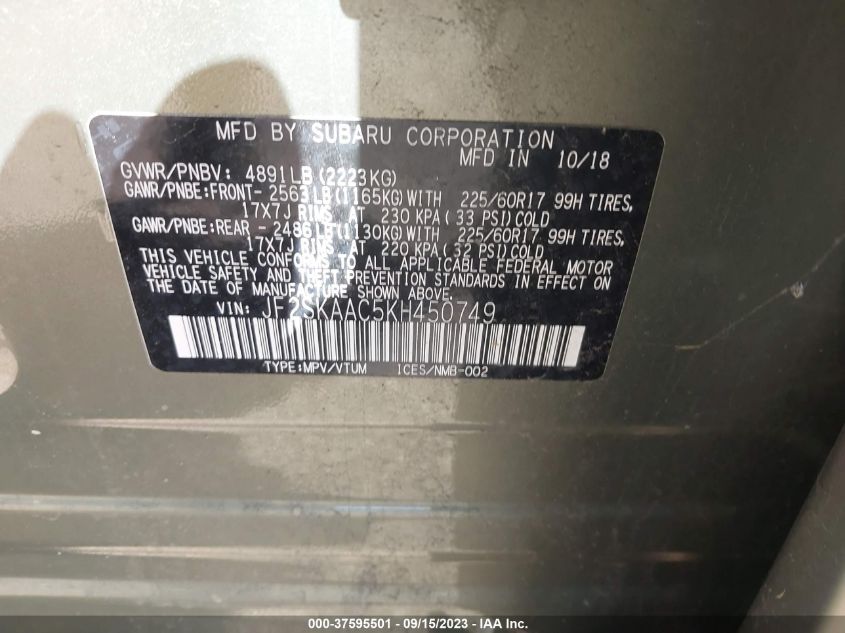 MFD BY SUBARU CORPORATION
MFD IN 10/18
GVWR/PNBV: 4891LB(2223KG)
GAWR/PNBE:FRONT- 2563LB(1165KG)WITH 225/60R17 99H TIRES,
17X7J RIMS, AT 230 KPA(33 PSI)COLD
GAWR/PNBE:REAR - 2486LB(1130KG)WITH 225/60R17 99H TIRES,
17X7J RIMS, AT 220 KPA(32 PSI)COLD
THIS VEHICLE CONFORMS TO ALL APPLICABLE FEDERAL MOTOR
VEHICLE SAFETY AND THEFT PREVENTION STANDARDS IN EFFECT ON
THE DATE OF MANUFACTURE SHOWN ABOVE.
VIN: JF2SKAAC5KH450749
TYPE:MPV/VTUM ICES/NMB-002
000-37595501 - 09/15/2023 - IAA Inc.